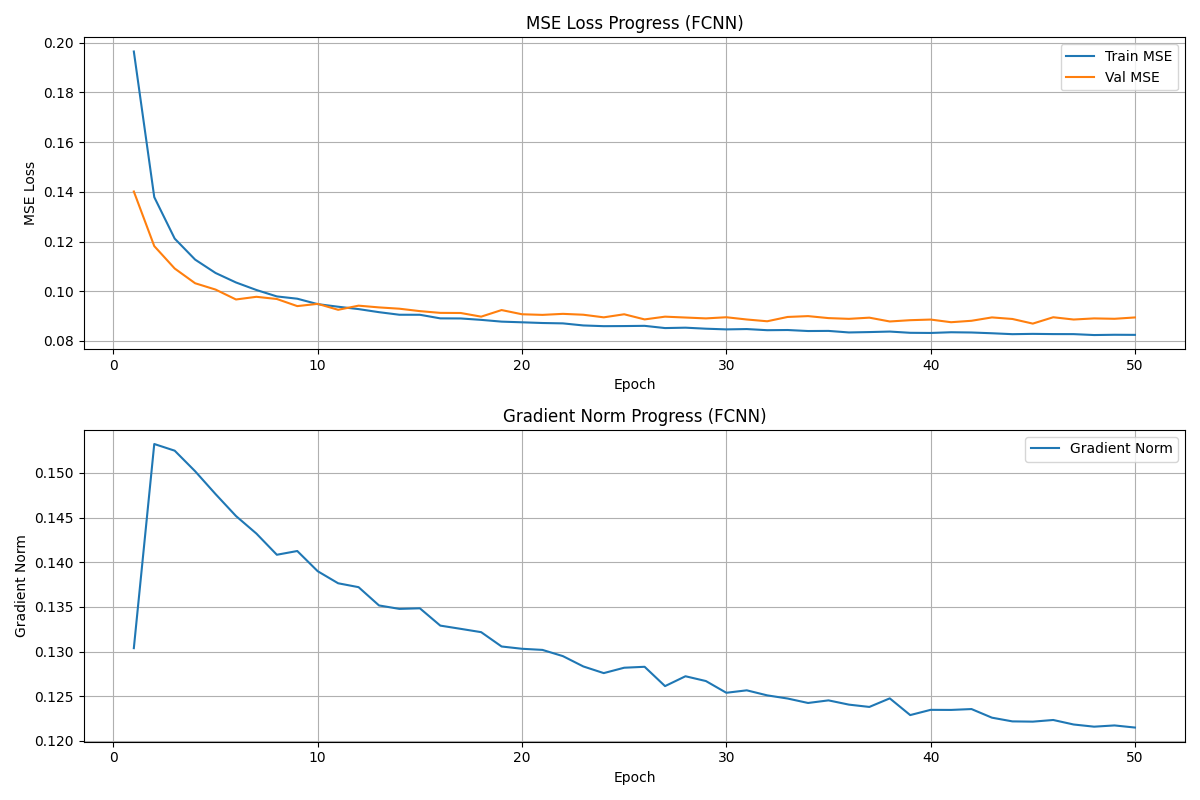 MSE Loss Progress (FCNN)
0.20
0.18
0.16
0.14
0.12
0.10
0.08
MSE Loss
Train MSE
Val MSE
0
10
20
30
40
50
Epoch
Gradient Norm Progress (FCNN)
0.150
0.145
0.140
0.135
0.130
0.125
0.120
Gradient Norm
Gradient Norm
0
10
20
30
40
50
Epoch